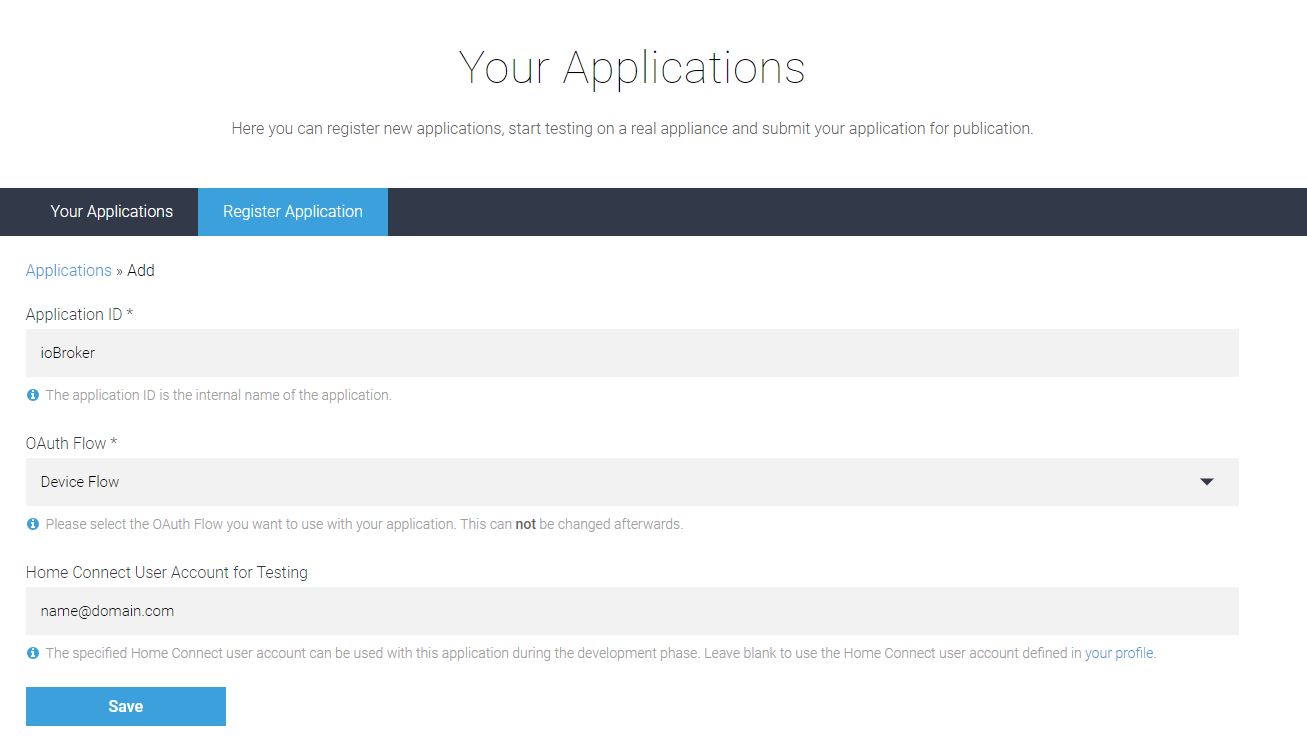 Your Applications
Here you can register new applications, start testing on a real appliance and submit your application for publication.
Your Applications
Register Application
Applications » Add
Application ID *
ioBroker
The application ID is the internal name of the application.
OAuth Flow *
Device Flow
Please select the OAuth Flow you want to use with your application. This can not be changed afterwards.
Home Connect User Account for Testing
name@domain.com
The specified Home Connect user account can be used with this application during the development phase. Leave blank to use the Home Connect user account defined in your profile.
Save